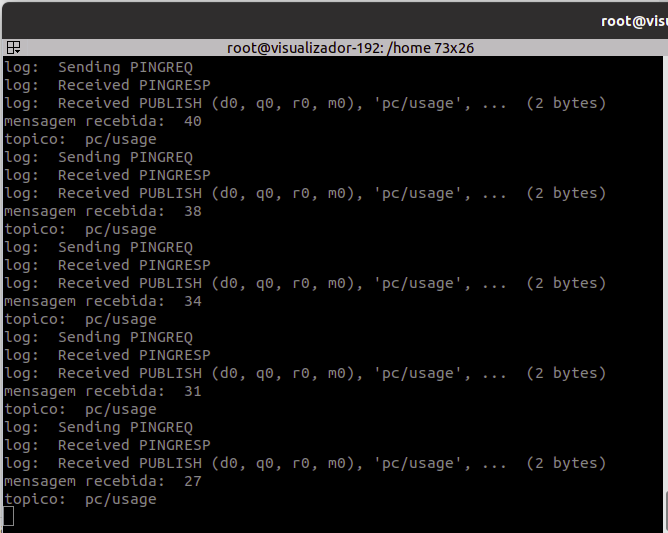 root@visu
root@visualizador-192: /home 73x26
log:  Sending PINGREQ
log:  Received PINGRESP
log:  Received PUBLISH (d0, q0, r0, m0), 'pc/usage', ...  (2 bytes)
mensagem recebida:  40
topico:  pc/usage
log:  Sending PINGREQ
log:  Received PINGRESP
log:  Received PUBLISH (d0, q0, r0, m0), 'pc/usage', ...  (2 bytes)
mensagem recebida:  38
topico:  pc/usage
log:  Sending PINGREQ
log:  Received PINGRESP
log:  Received PUBLISH (d0, q0, r0, m0), 'pc/usage', ...  (2 bytes)
mensagem recebida:  34
topico:  pc/usage
log:  Sending PINGREQ
log:  Received PINGRESP
log:  Received PUBLISH (d0, q0, r0, m0), 'pc/usage', ...  (2 bytes)
mensagem recebida:  31
topico:  pc/usage
log:  Sending PINGREQ
log:  Received PINGRESP
log:  Received PUBLISH (d0, q0, r0, m0), 'pc/usage', ...  (2 bytes)
mensagem recebida:  27
topico:  pc/usage